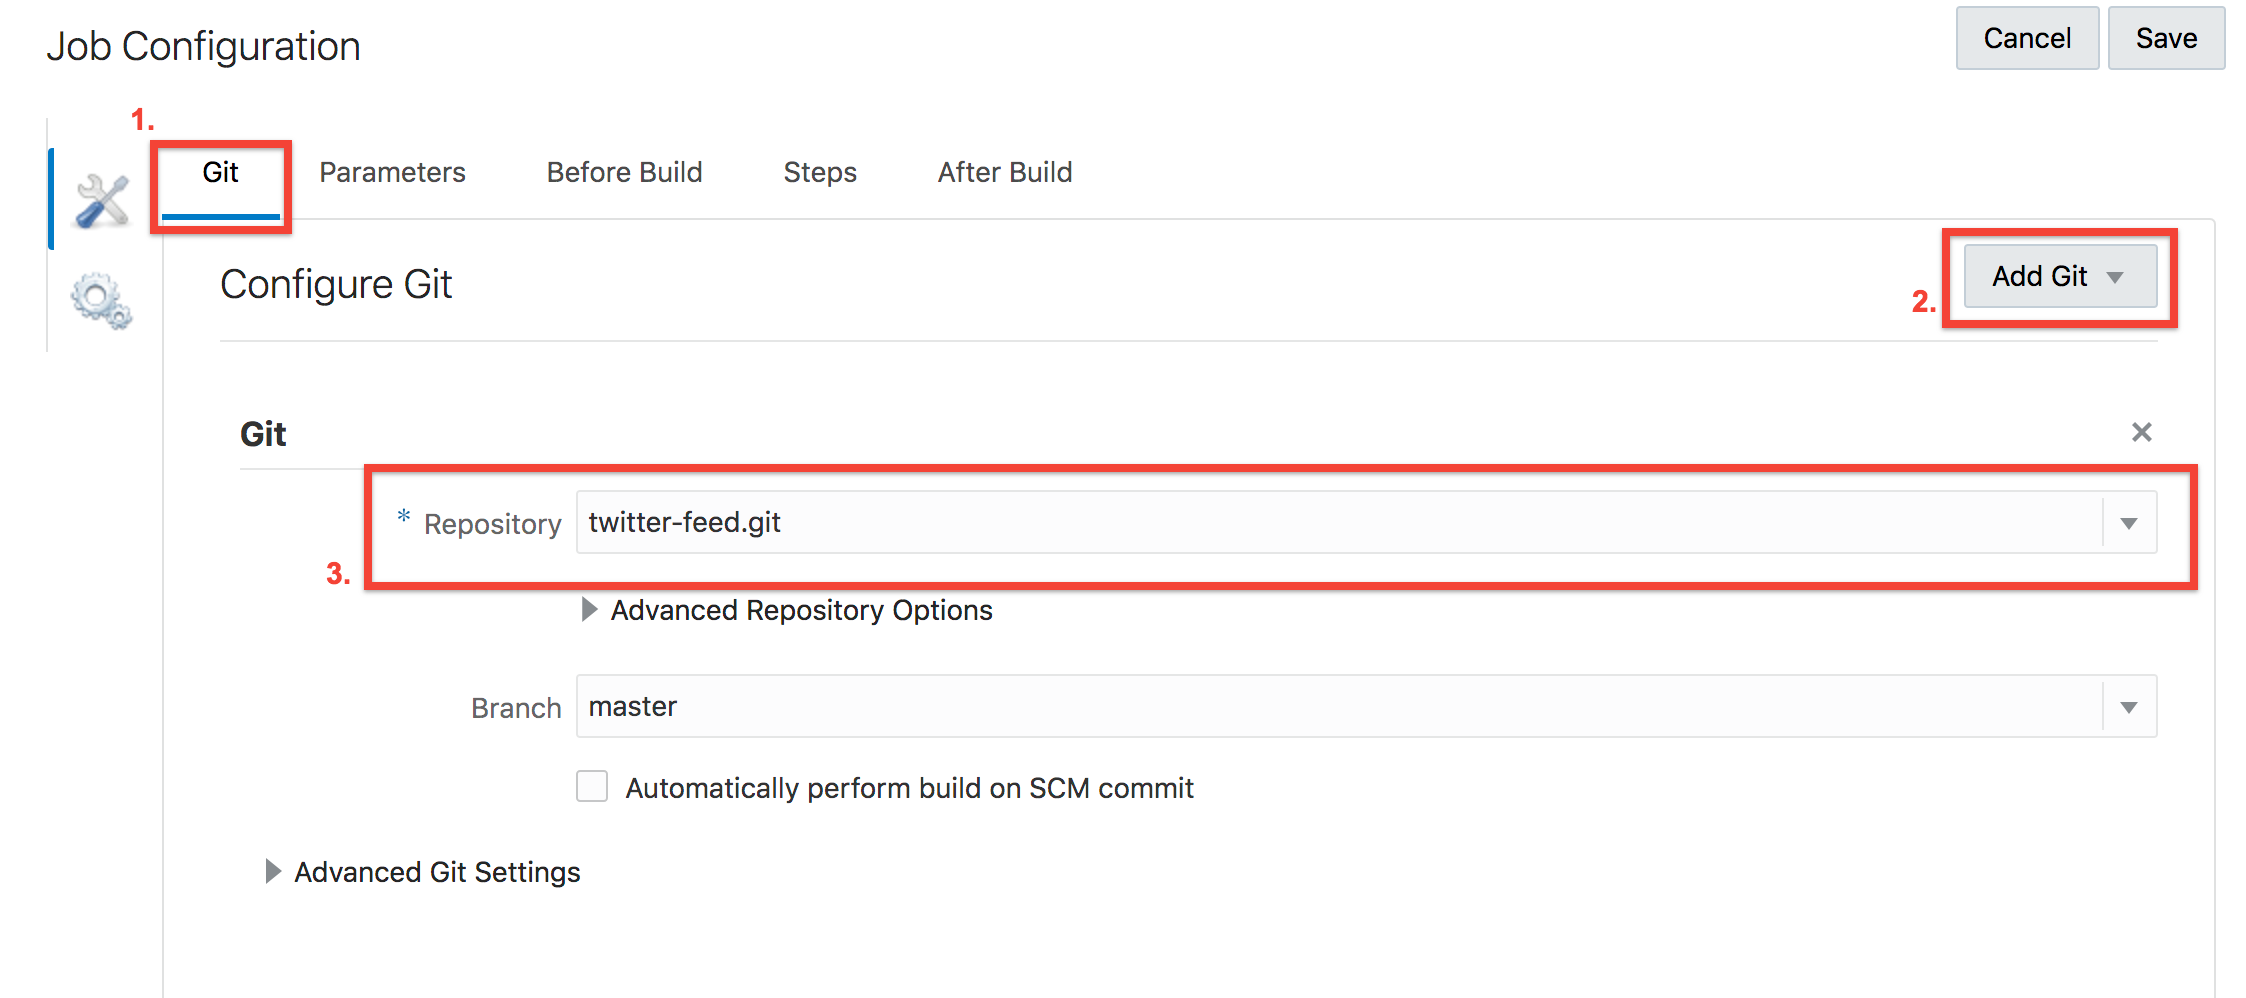 Job Configuration
Cancel
Save
1.
Git
Parameters
Before Build
Steps
After Build
Configure Git
Add Git
2.
Git
* Repository
twitter-feed.git
3.
Advanced Repository Options
Branch
master
Automatically perform build on SCM commit
Advanced Git Settings